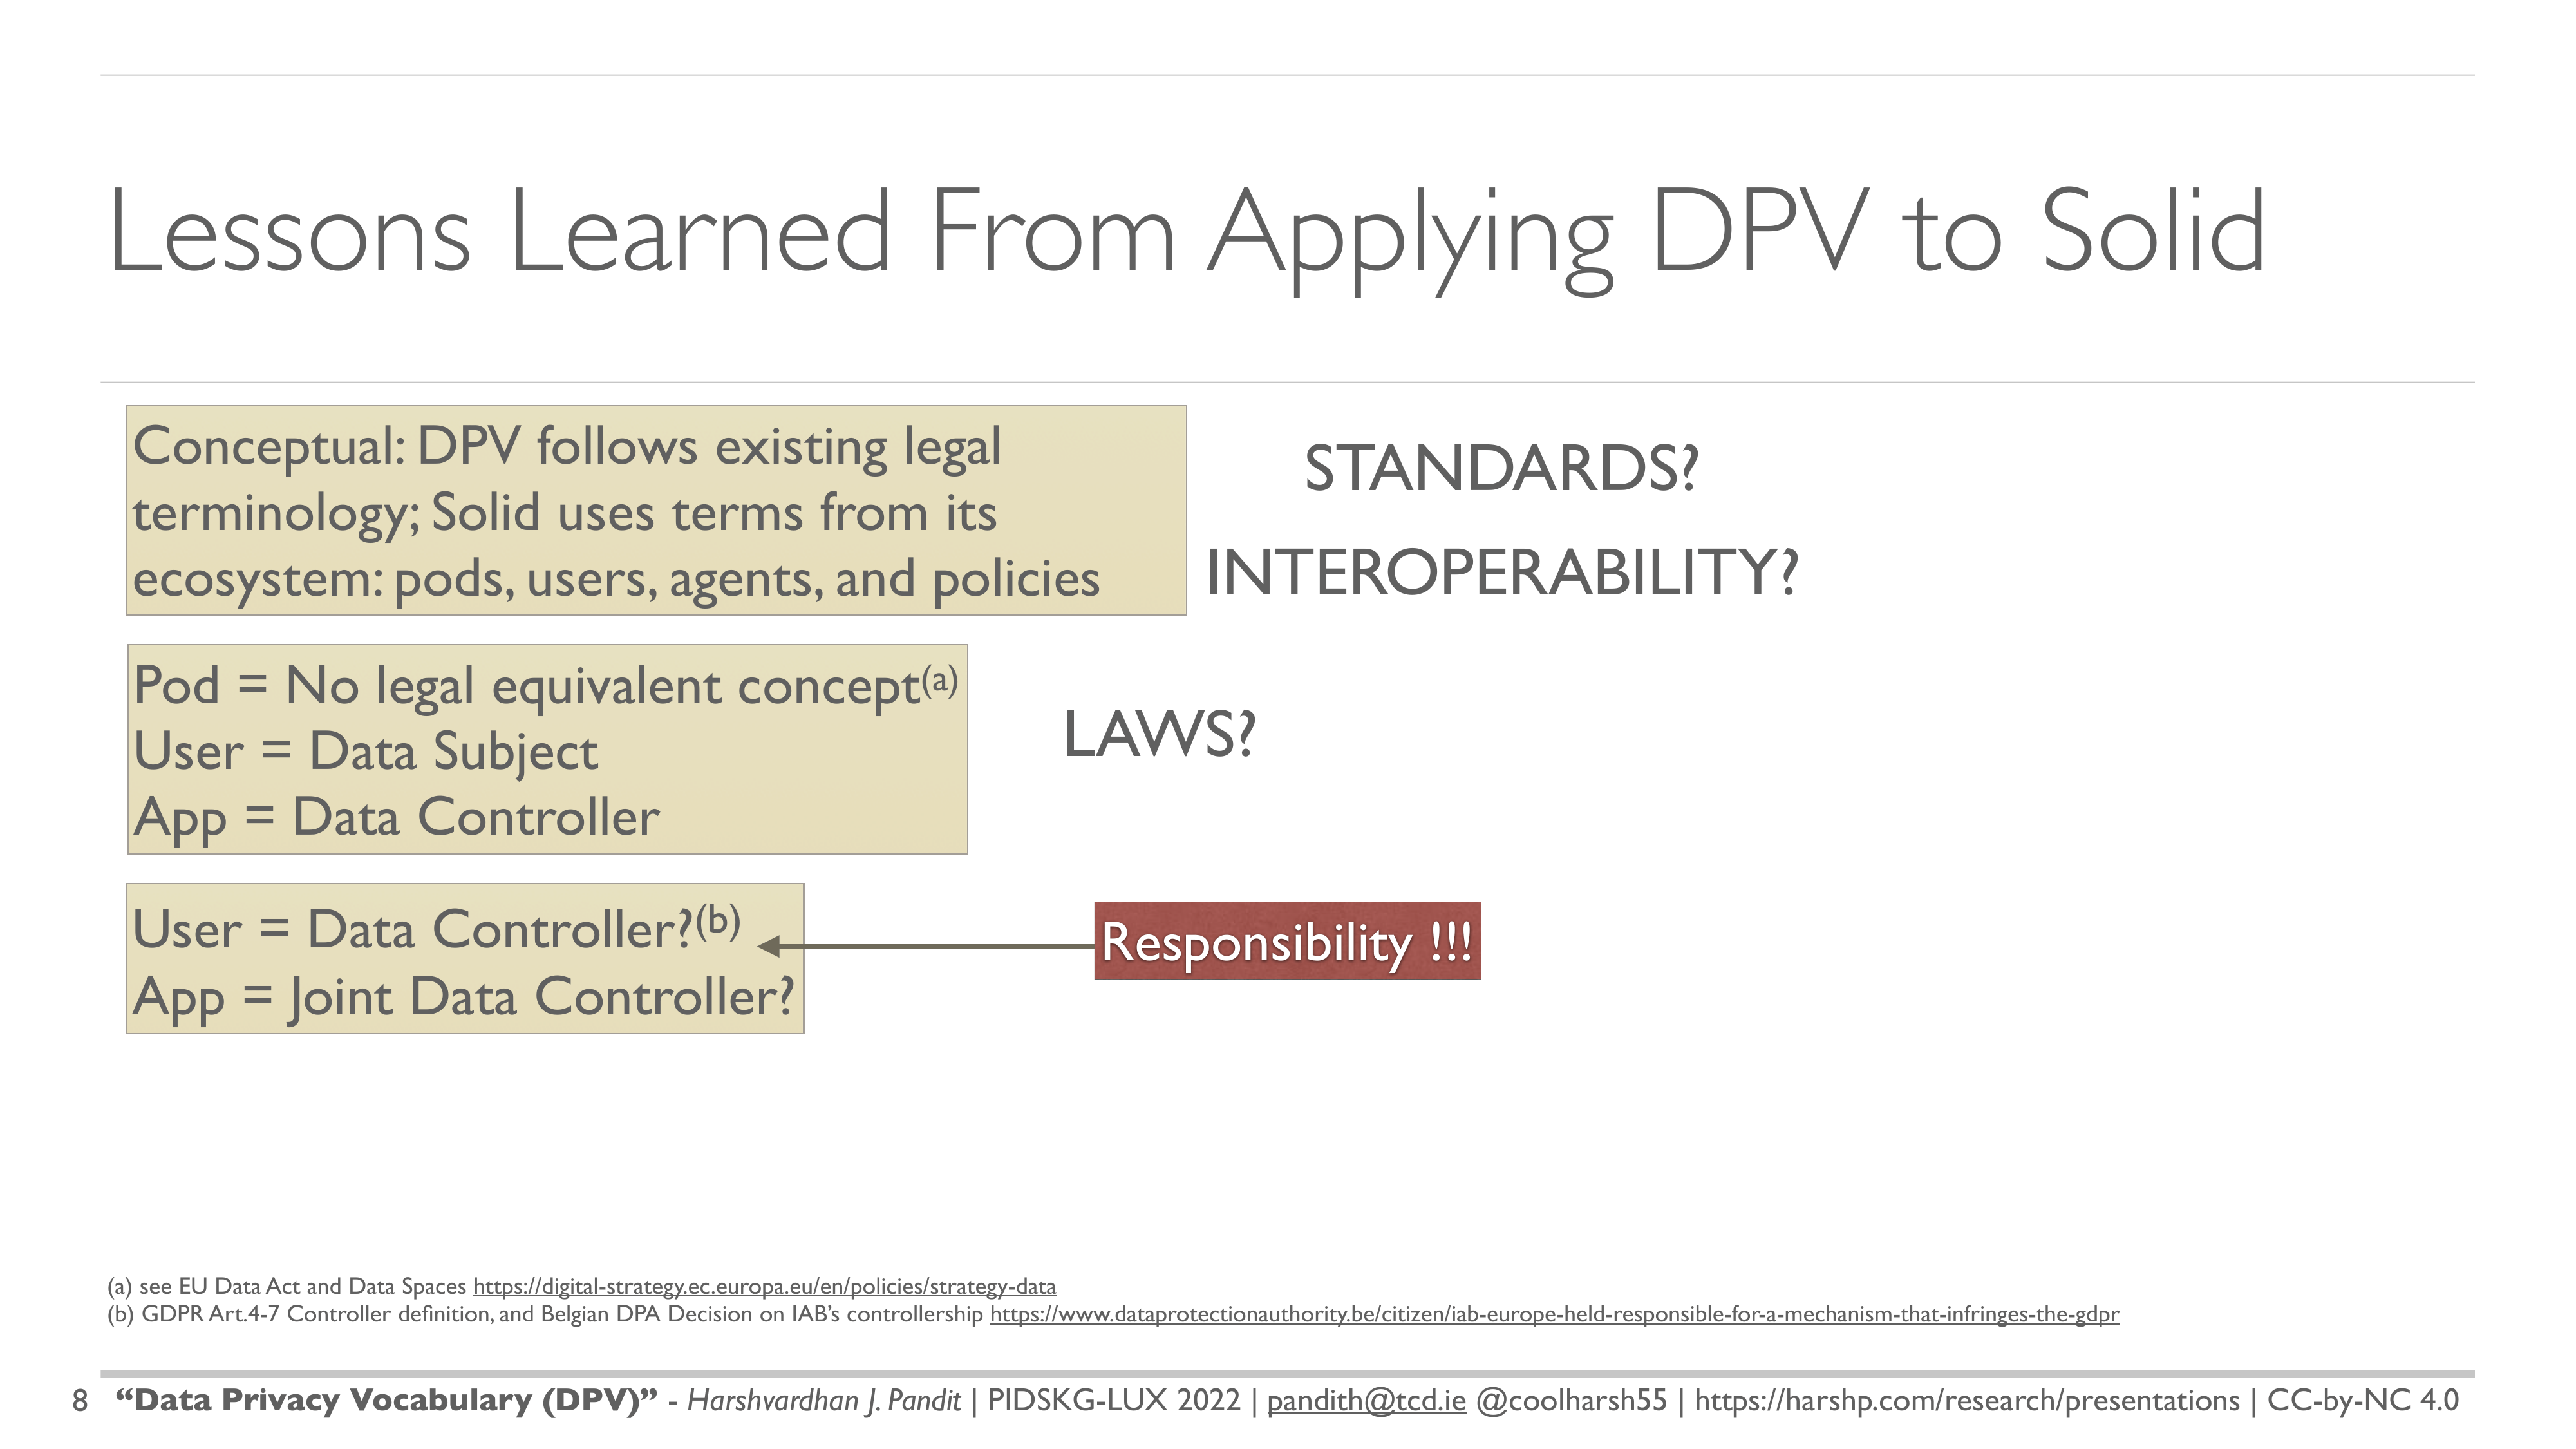 Lessons Learned From Applying DPV to Solid
Conceptual: DPV follows existing legal
terminology; Solid uses terms from its
ecosystem: pods, users, agents, and policies
STANDARDS?
INTEROPERABILITY?
Pod = No legal equivalent concept(a)
User = Data Subject
App = Data Controller
LAWS?
User = Data Controller?(b)
App = Joint Data Controller?
Responsibility !!!
(a) see EU Data Act and Data Spaces https://digital-strategy.ec.europa.eu/en/policies/strategy-data
(b) GDPR Art.4-7 Controller definition, and Belgian DPA Decision on IAB’s controllership https://www.dataprotectionauthority.be/citizen/iab-europe-held-responsible-for-a-mechanism-that-infringes-the-gdpr
8 “Data Privacy Vocabulary (DPV)” - Harshvardhan J. Pandit | PIDSKG-LUX 2022 | pandith@tcd.ie @coolharsh55 | https://harshp.com/research/presentations | CC-by-NC 4.0